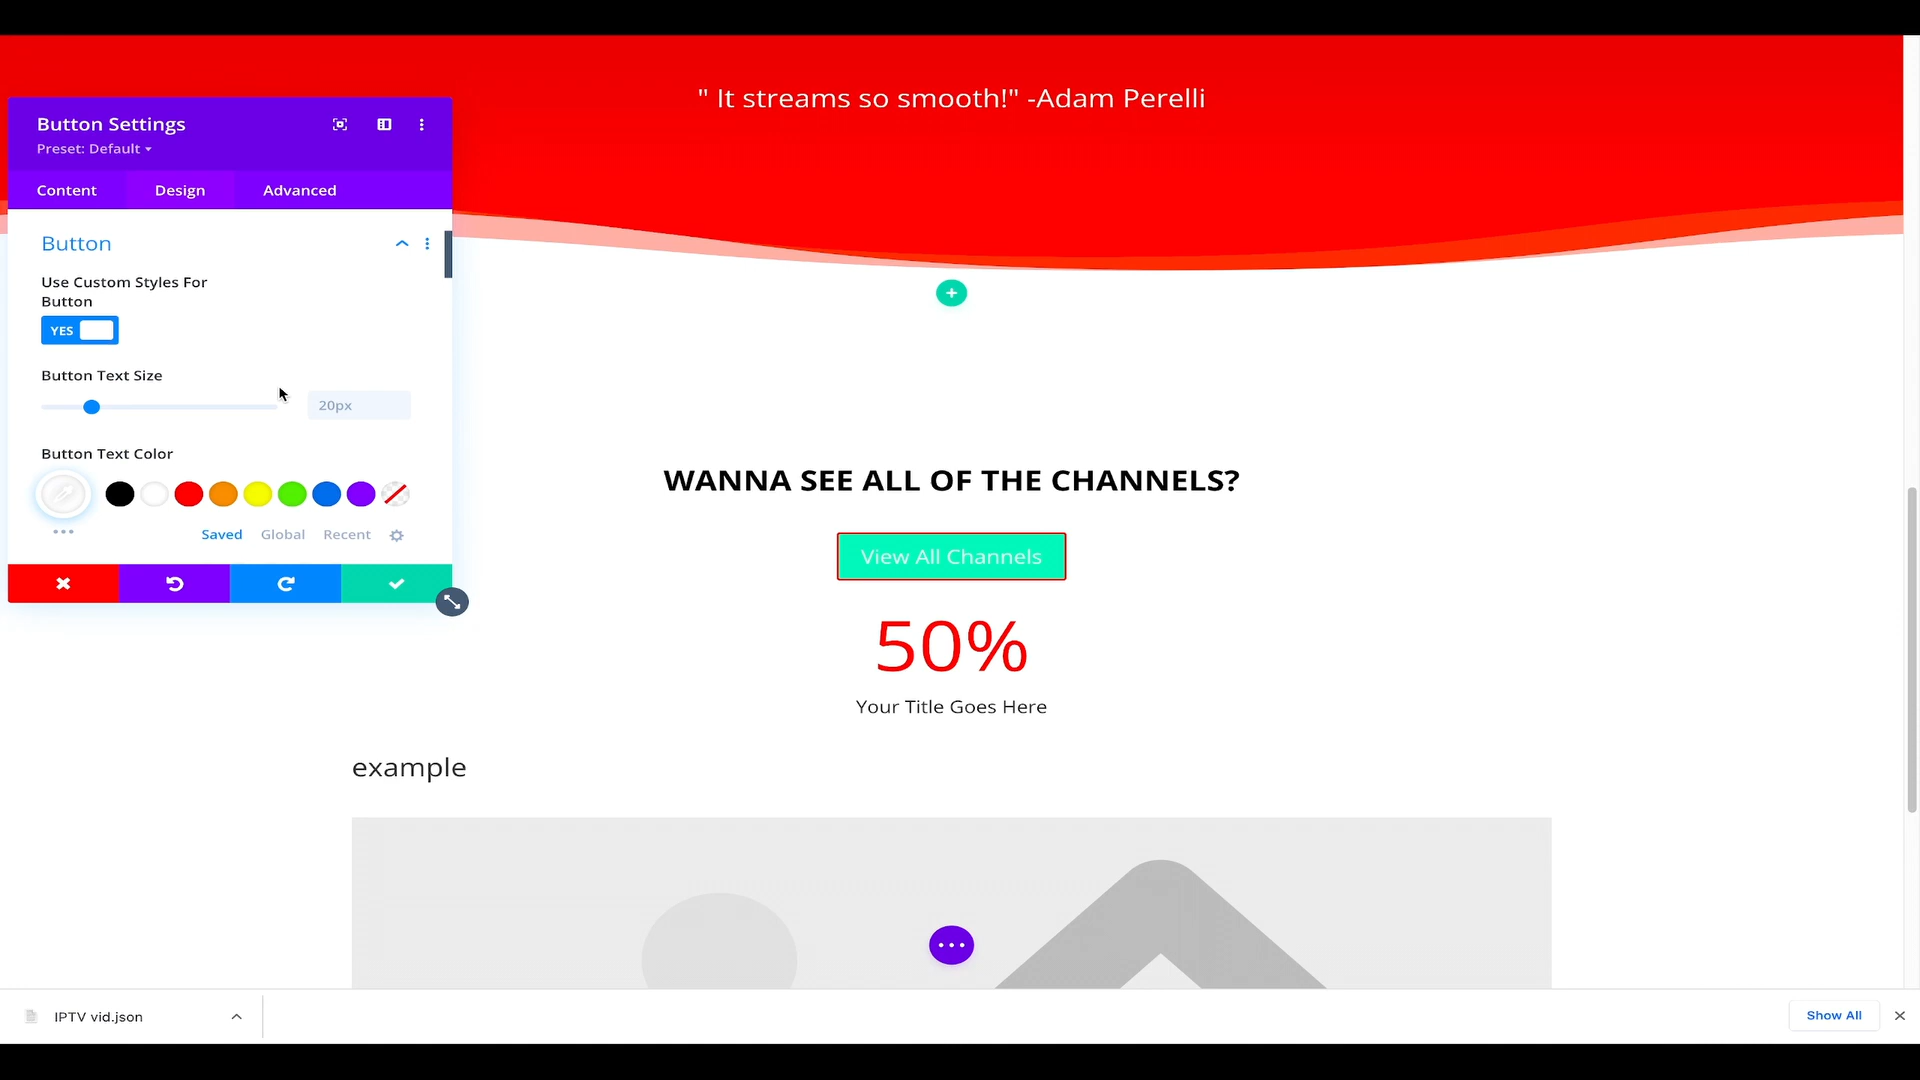 " It streams so smooth!" -Adam Perelli
Button Settings
Preset: Default
Content
Design
Advanced
Button
Use Custom Styles For
Button
YES
Button Text Size
20px
Button Text Color
Saved
Global
Recent
WANNA SEE ALL OF THE CHANNELS?
View All Channels
50%
Your Title Goes Here
example
IPTV vid.json
Show All